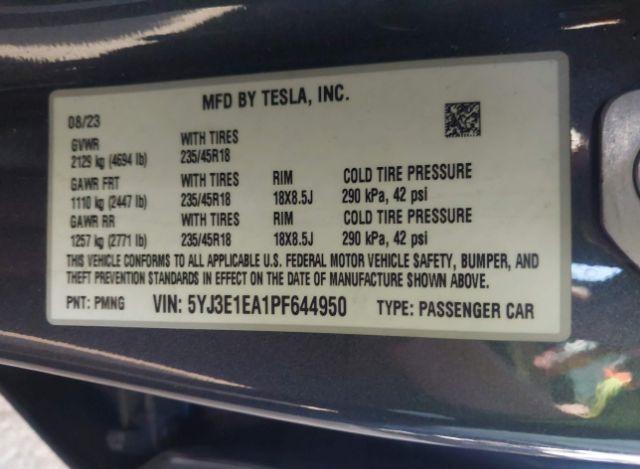 MFD BY TESLA, INC.
08/23
GVWR WITH TIRES
2129 kg (4694 lb) 235/45R18
GAWR FRT WITH TIRES RIM COLD TIRE PRESSURE
1110 kg (2447 lb) 235/45R18 18X8.5J 290 kPa, 42 psi
GAWR RR WITH TIRES RIM COLD TIRE PRESSURE
1257 kg (2771 lb) 235/45R18 18X8.5J 290 kPa, 42 psi
THIS VEHICLE CONFORMS TO ALL APPLICABLE U.S. FEDERAL MOTOR VEHICLE SAFETY, BUMPER, AND
THEFT PREVENTION STANDARDS IN EFFECT ON THE DATE OF MANUFACTURE SHOWN ABOVE.
PNT: PMNG VIN: 5YJ3E1EA1PF644950 TYPE: PASSENGER CAR